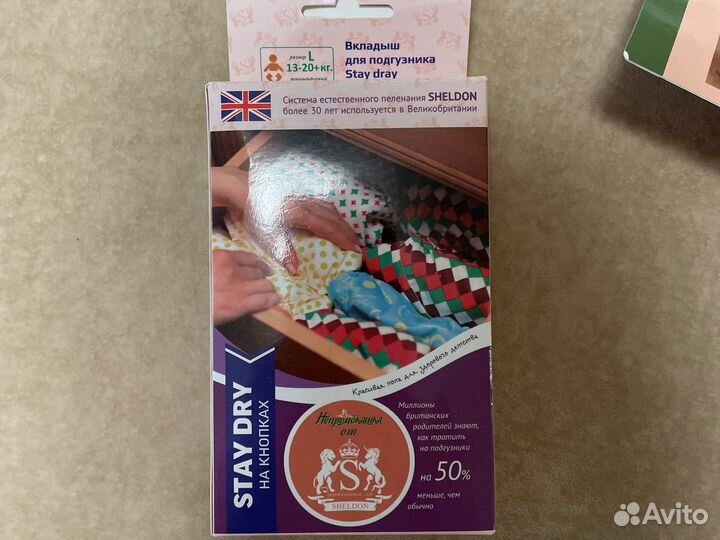 размер L
13-20+кг.
Вкладыш
для подгузника
Stay dray
Система естественного пеленания SHELDON
более 30 лет используется в Великобритании
Красивая попа для здорового детства
STAY DRY
НА КНОПКАХ
Непромокашка
от
S
SHELDON
Миллионы
британских
родителей знают,
как тратить
на подгузники
на 50%
меньше, чем
обычно
Avito